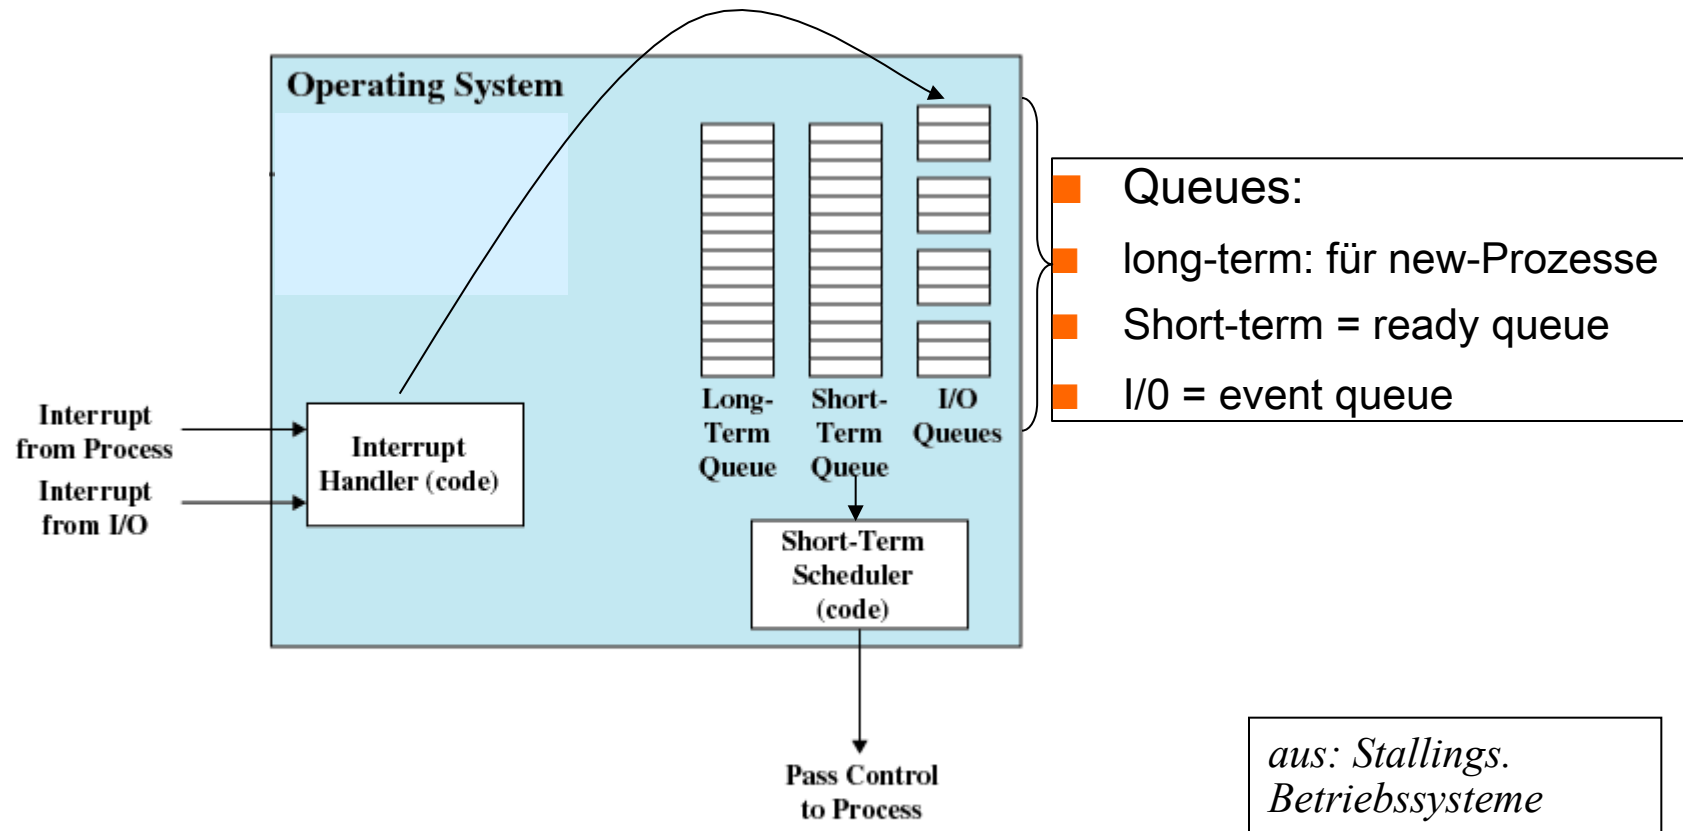 Operating System
Queues:
long-term: für new-Prozesse
Short-term = ready queue
I/0 = event queue
Long-
Term
Queue
Short-
Term
Queue
I/O
Queues
Interrupt
from Process
Interrupt
from I/O
Interrupt
Handler (code)
Short-Term
Scheduler
(code)
Pass Control
to Process
aus: Stallings.
Betriebssysteme